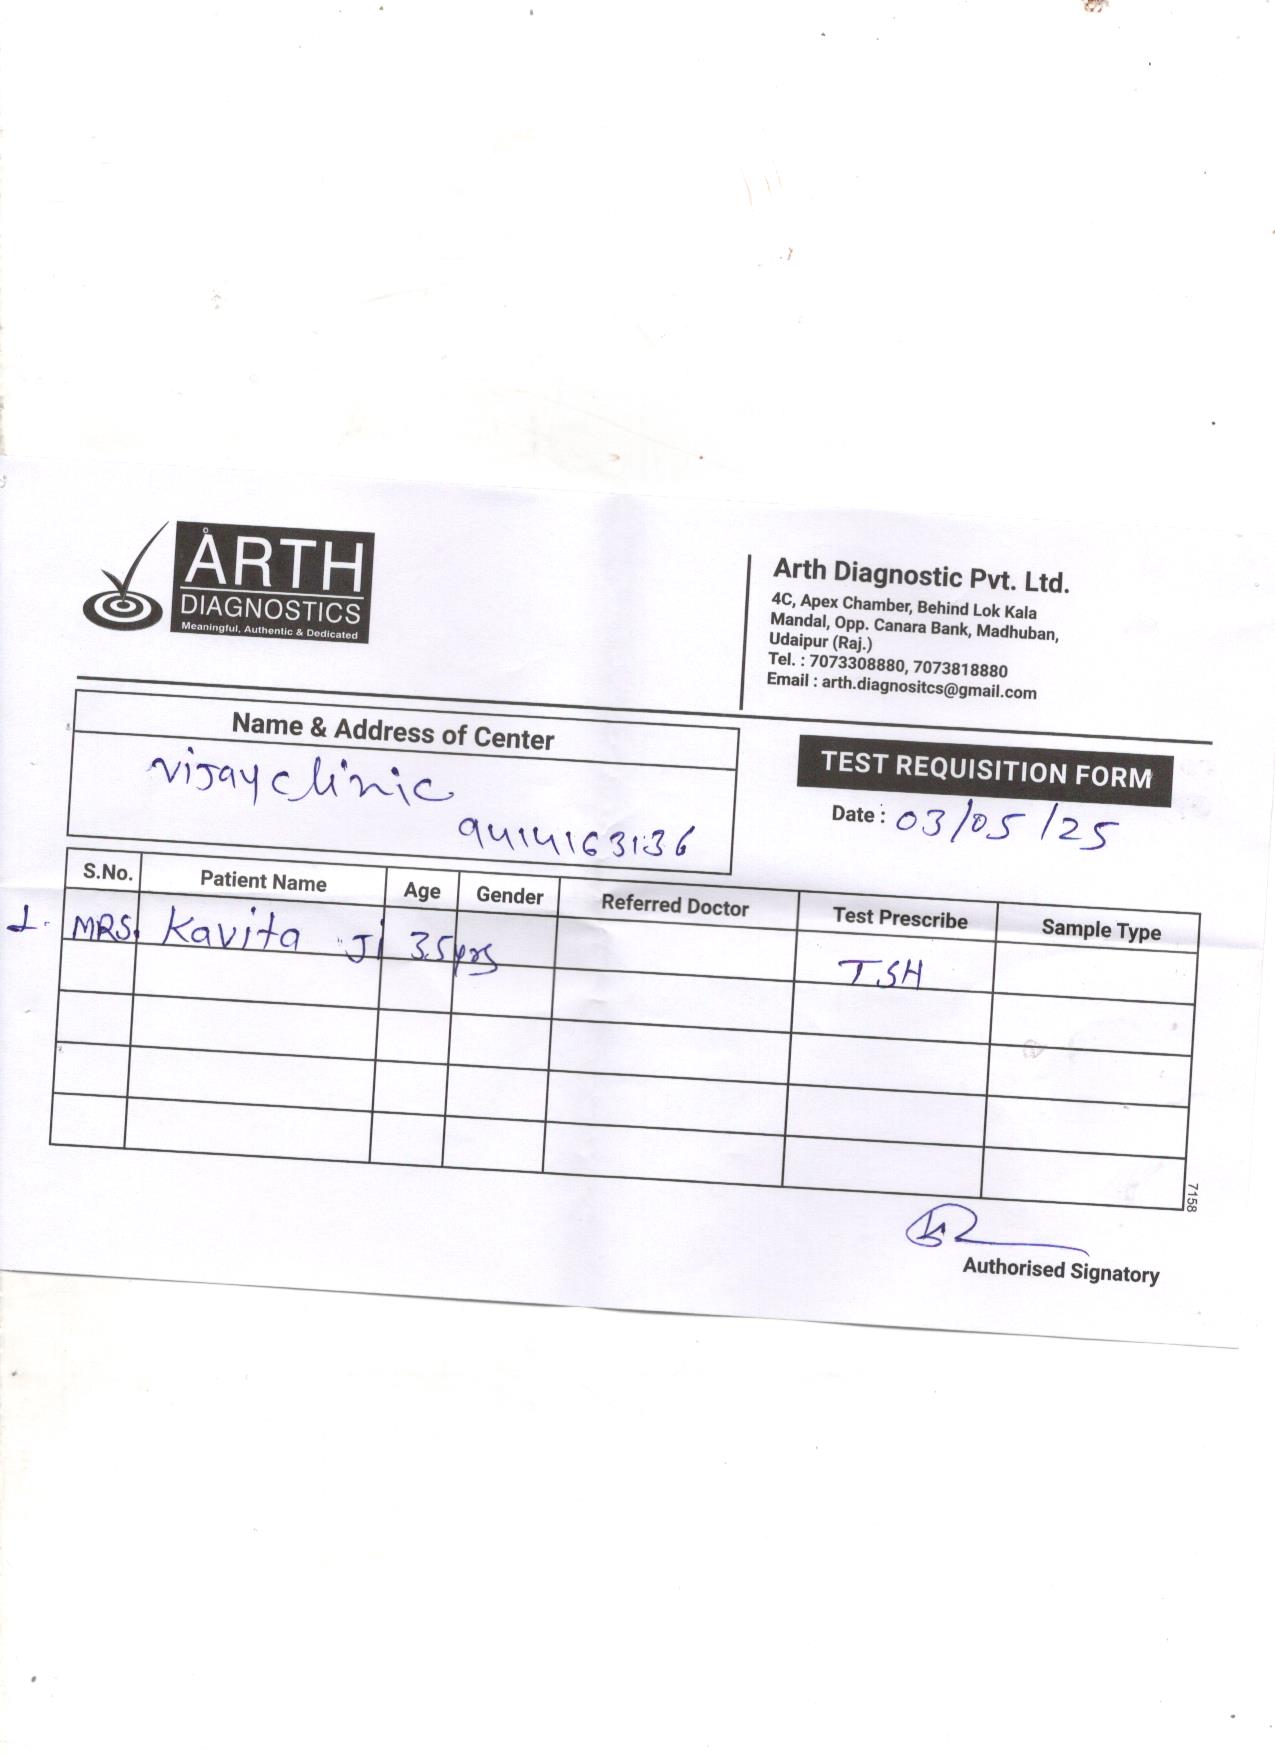 ÅRTH
DIAGNOSTICS
Meaningful, Authentic & Dedicated
Arth Diagnostic Pvt. Ltd.
4C, Apex Chamber, Behind Lok Kala
Mandal, Opp. Canara Bank, Madhuban,
Udaipur (Raj.)
Tel. : 7073308880, 7073818880
Email : arth.diagnositcs@gmail.com
Name & Address of Center
Vijay clinic
9414163136
TEST REQUISITION FORM
Date : 03/05/25
S.No. Patient Name Age Gender Referred Doctor Test Prescribe Sample Type
1. MRS. Kavita Ji 35yrs TSH
7158
Authorised Signatory